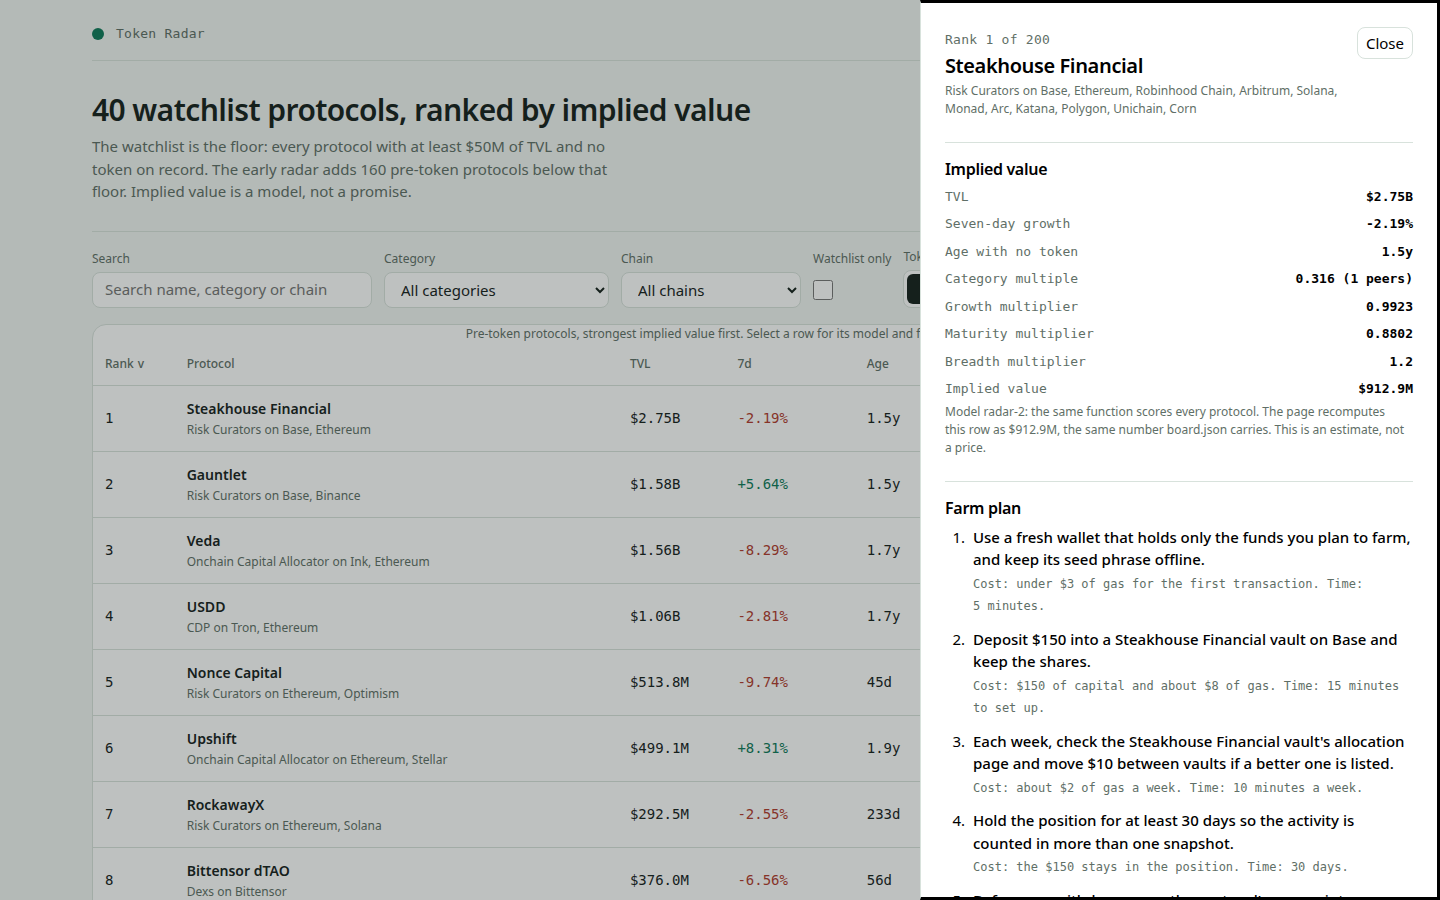 Token Radar
40 watchlist protocols, ranked by implied value
The watchlist is the floor: every protocol with at least $50M of TVL and no
token on record. The early radar adds 160 pre-token protocols below that
floor. Implied value is a model, not a promise.
Search
Category
Chain
Watchlist only
Tok
Search name, category or chain
All categories
All chains
Pre-token protocols, strongest implied value first. Select a row for its model and f
Rank v
Protocol
TVL
7d
Age
1
Steakhouse Financial
Risk Curators on Base, Ethereum
$2.75B
-2.19%
1.5y
2
Gauntlet
Risk Curators on Base, Binance
$1.58B
+5.64%
1.5y
3
Veda
Onchain Capital Allocator on Ink, Ethereum
$1.56B
-8.29%
1.7y
4
USDD
CDP on Tron, Ethereum
$1.06B
-2.81%
1.7y
5
Nonce Capital
Risk Curators on Ethereum, Optimism
$513.8M
-9.74%
45d
6
Upshift
Onchain Capital Allocator on Ethereum, Stellar
$499.1M
+8.31%
1.9y
7
RockawayX
Risk Curators on Ethereum, Solana
$292.5M
-2.55%
233d
8
Bittensor dTAO
Dexs on Bittensor
$376.0M
-6.56%
56d
Rank 1 of 200
Close
Steakhouse Financial
Risk Curators on Base, Ethereum, Robinhood Chain, Arbitrum, Solana,
Monad, Arc, Katana, Polygon, Unichain, Corn
Implied value
TVL $2.75B
Seven-day growth -2.19%
Age with no token 1.5y
Category multiple 0.316 (1 peers)
Growth multiplier 0.9923
Maturity multiplier 0.8802
Breadth multiplier 1.2
Implied value $912.9M
Model radar-2: the same function scores every protocol. The page recomputes
this row as $912.9M, the same number board.json carries. This is an estimate, not
a price.
Farm plan
1. Use a fresh wallet that holds only the funds you plan to farm,
and keep its seed phrase offline.
Cost: under $3 of gas for the first transaction. Time:
5 minutes.
2. Deposit $150 into a Steakhouse Financial vault on Base and
keep the shares.
Cost: $150 of capital and about $8 of gas. Time: 15 minutes
to set up.
3. Each week, check the Steakhouse Financial vault's allocation
page and move $10 between vaults if a better one is listed.
Cost: about $2 of gas a week. Time: 10 minutes a week.
4. Hold the position for at least 30 days so the activity is
counted in more than one snapshot.
Cost: the $150 stays in the position. Time: 30 days.